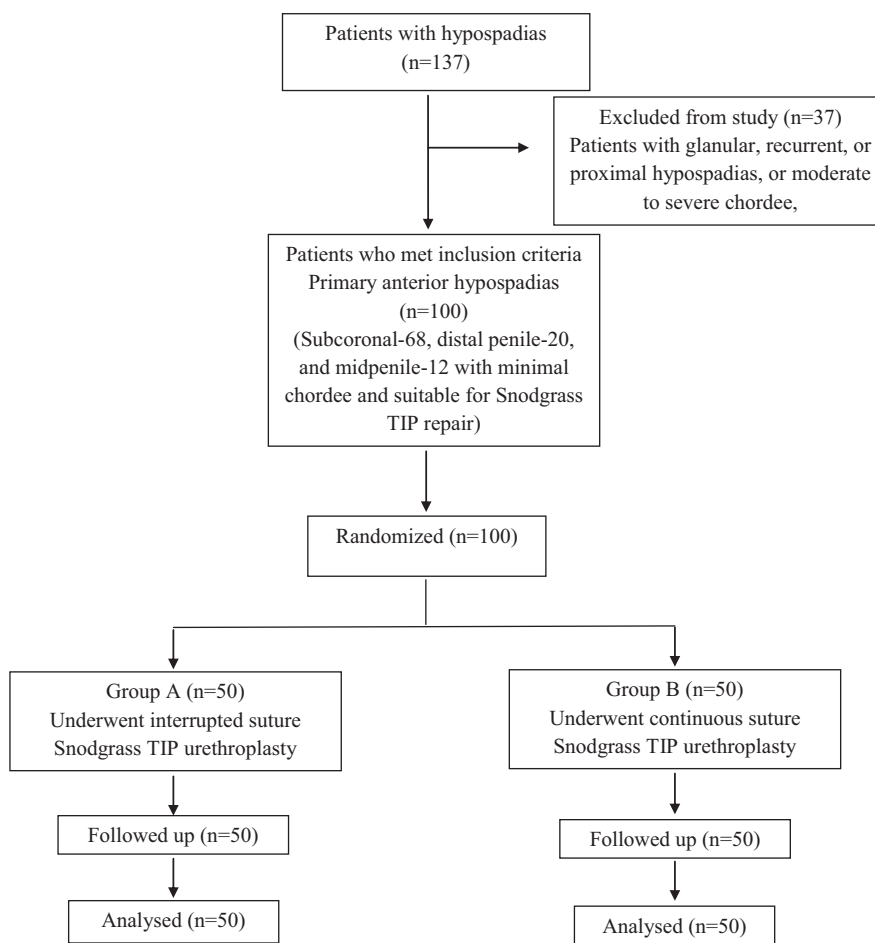 Patients with hypospadias
(n=137)
Excluded from study (n=37)
Patients with glanular, recurrent, or
proximal hypospadias, or moderate
to severe chordee,
Patients who met inclusion criteria
Primary anterior hypospadias
(n=100)
(Subcoronal-68, distal penile-20,
and midpenile-12 with minimal
chordee and suitable for Snodgrass
TIP repair)
Randomized (n=100)
Group A (n=50)
Underwent interrupted suture
Snodgrass TIP urethroplasty
Group B (n=50)
Underwent continuous suture
Snodgrass TIP urethroplasty
Followed up (n=50)
Followed up (n=50)
Analysed (n=50)
Analysed (n=50)